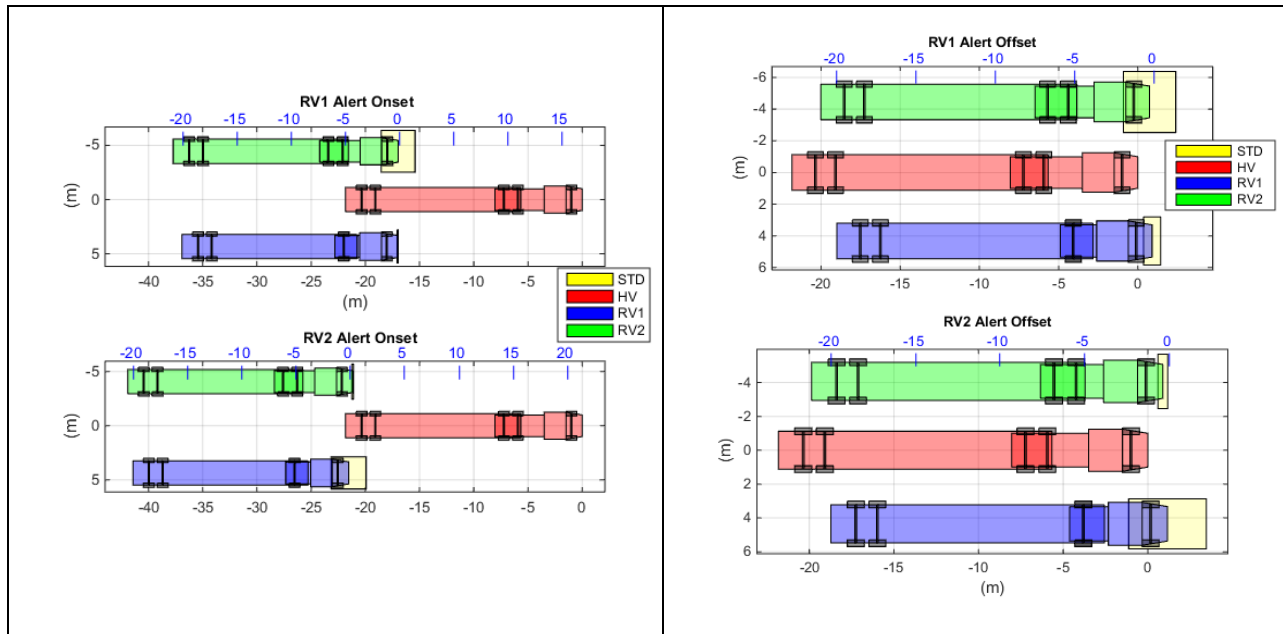 RV1 Alert Onset
-20 -15 -10 -5 0 5 10 15
-5
0
5
(m)
-40 -35 -30 -25 -20 -15 -10 -5 0
(m)
STD
HV
RV1
RV2
RV2 Alert Onset
-20 -15 -10 -5 0 5 10 15 20
-5
0
5
(m)
-40 -35 -30 -25 -20 -15 -10 -5 0
RV1 Alert Offset
-20 -15 -10 -5 0
-6
-4
-2
0
2
4
6
(m)
-20 -15 -10 -5 0
STD
HV
RV1
RV2
RV2 Alert Offset
-20 -15 -10 -5 0
-4
-2
0
2
4
6
(m)
-20 -15 -10 -5 0
(m)